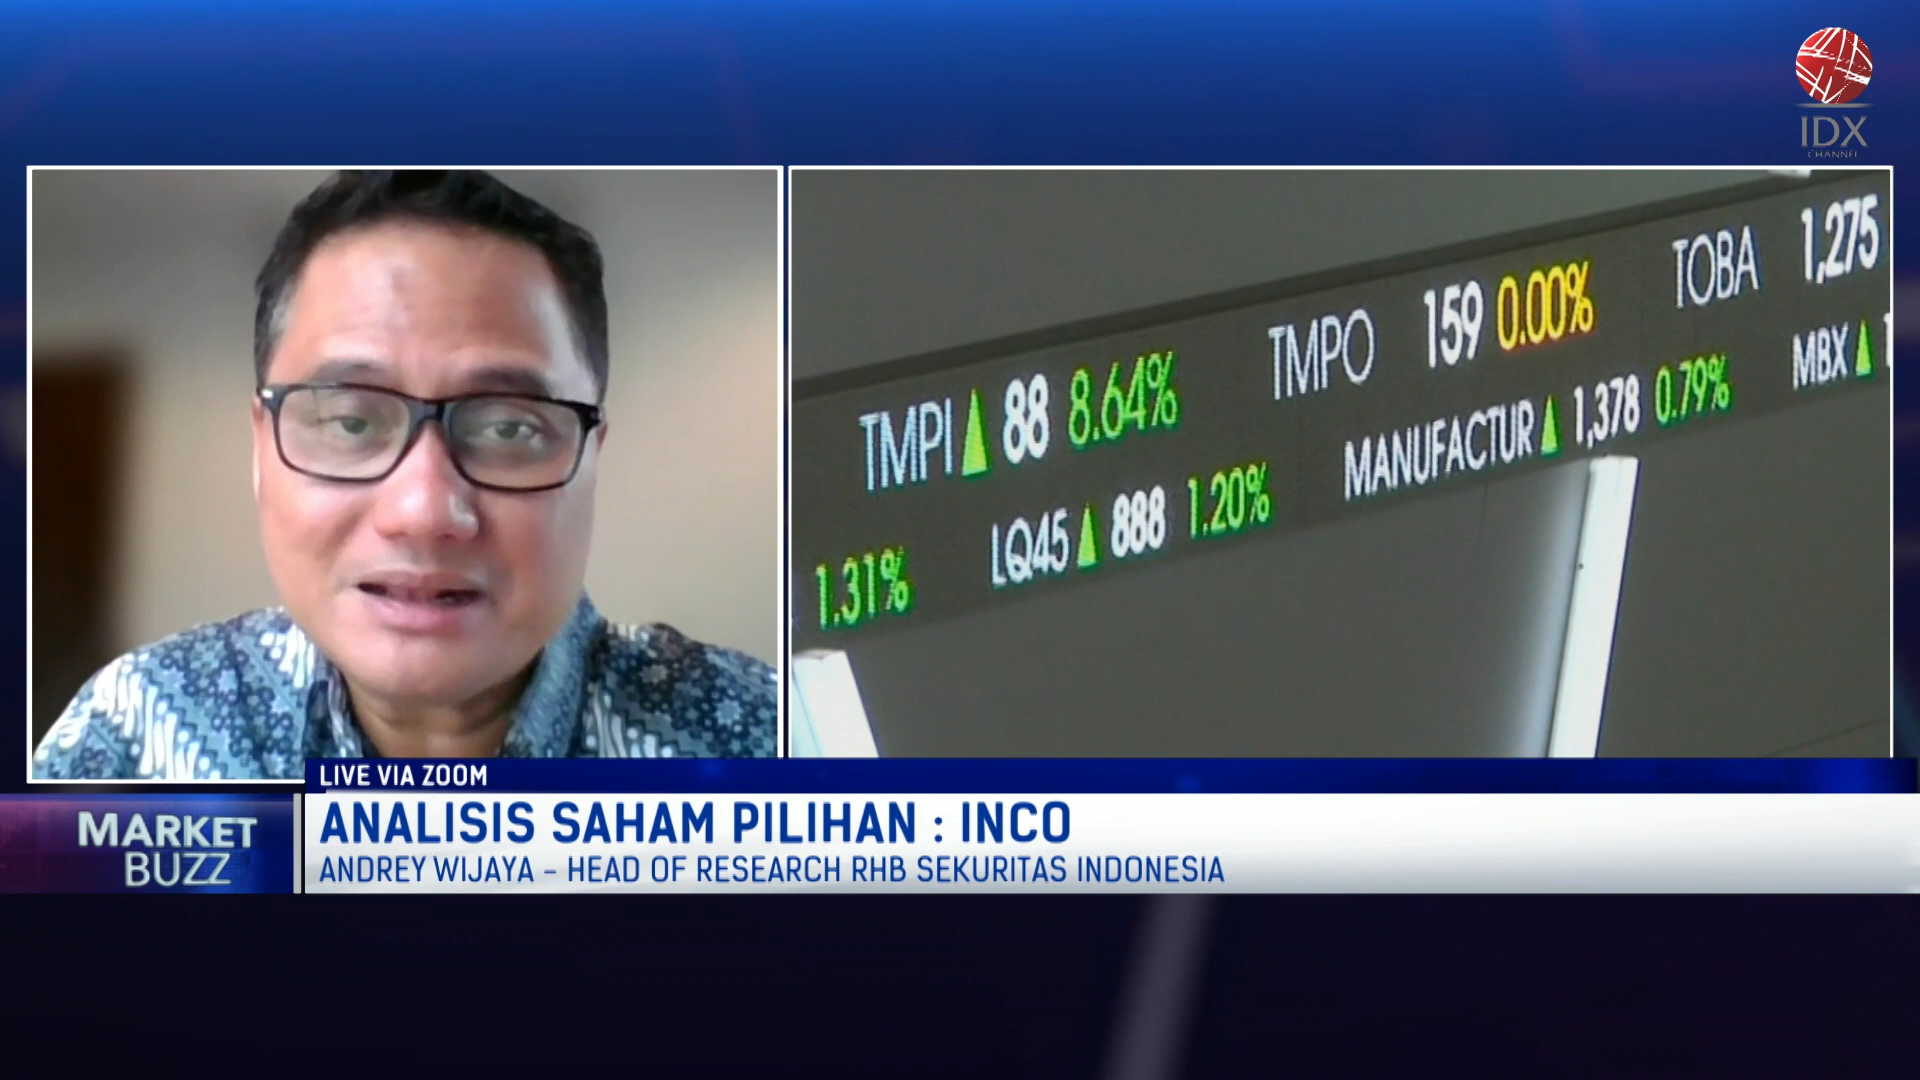 IDX
CHANNEL
TMPI ▲ 88 8.64% TMPO 159 0.00% TOBA 1,275
1.31% LQ45 ▲ 888 1.20% MANUFACTUR ▲ 1,378 0.79% MBX ▲ 1
LIVE VIA ZOOM
MARKET
BUZZ
ANALISIS SAHAM PILIHAN : INCO
ANDREY WIJAYA – HEAD OF RESEARCH RHB SEKURITAS INDONESIA